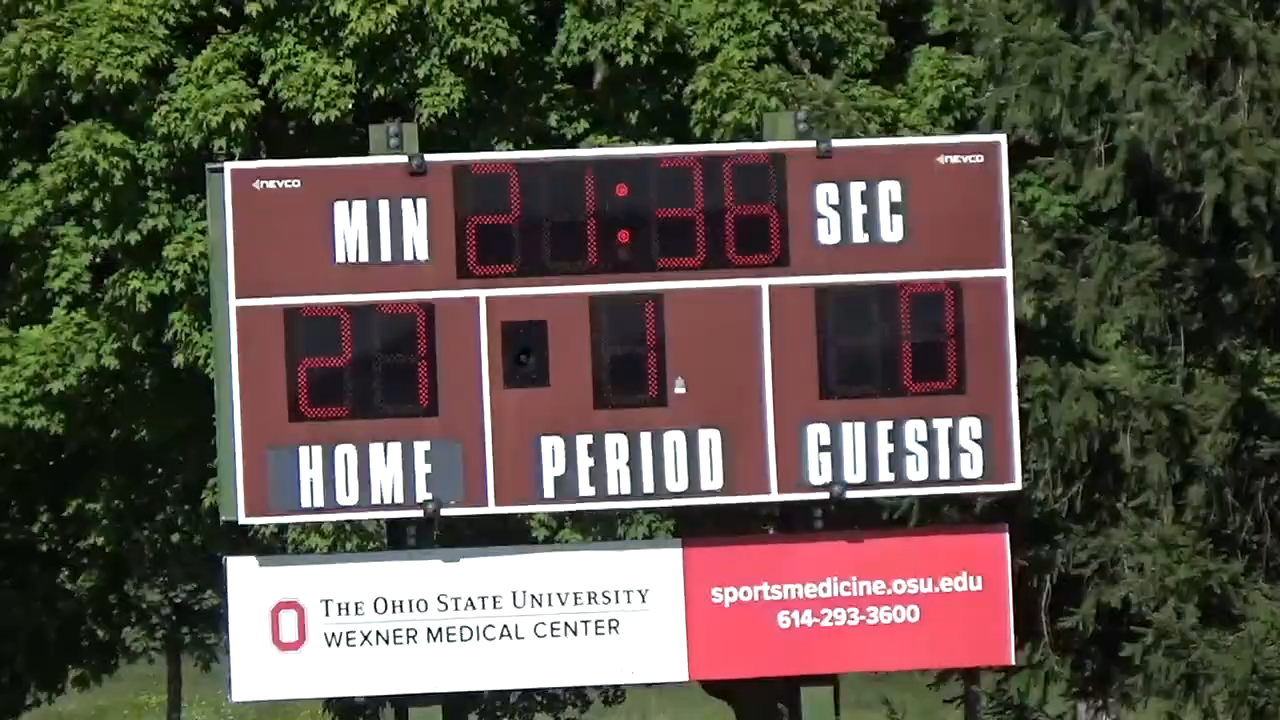 NEVCO
NEVCO
MIN 21:38 SEC
27 1 0
HOME PERIOD GUESTS
THE OHIO STATE UNIVERSITY
WEXNER MEDICAL CENTER
sportsmedicine.osu.edu
614-293-3600